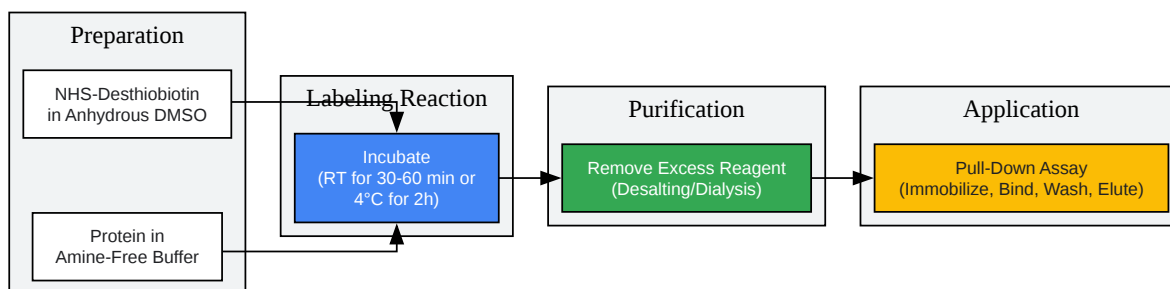 Preparation
NHS-Desthiobiotin
in Anhydrous DMSO
Protein in
Amine-Free Buffer
Labeling Reaction
Incubate
(RT for 30-60 min or
4°C for 2h)
Purification
Remove Excess Reagent
(Desalting/Dialysis)
Application
Pull-Down Assay
(Immobilize, Bind, Wash, Elute)